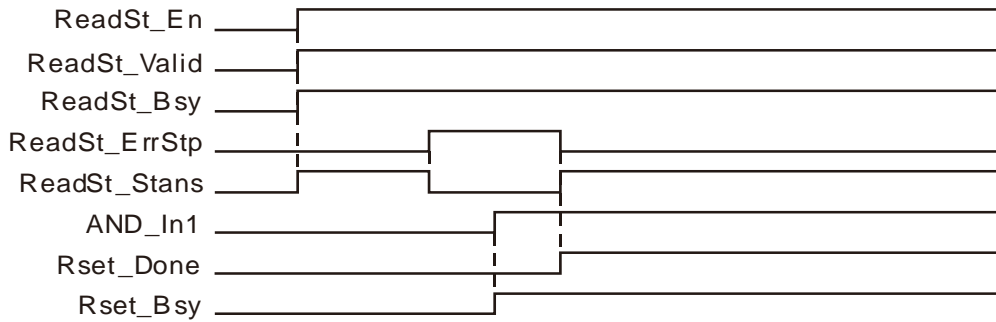 ReadSt_En
ReadSt_Valid
ReadSt_Bsy
ReadSt_ErrStp
ReadSt_Stans
AND_In1
Rset_Done
Rset_Bsy